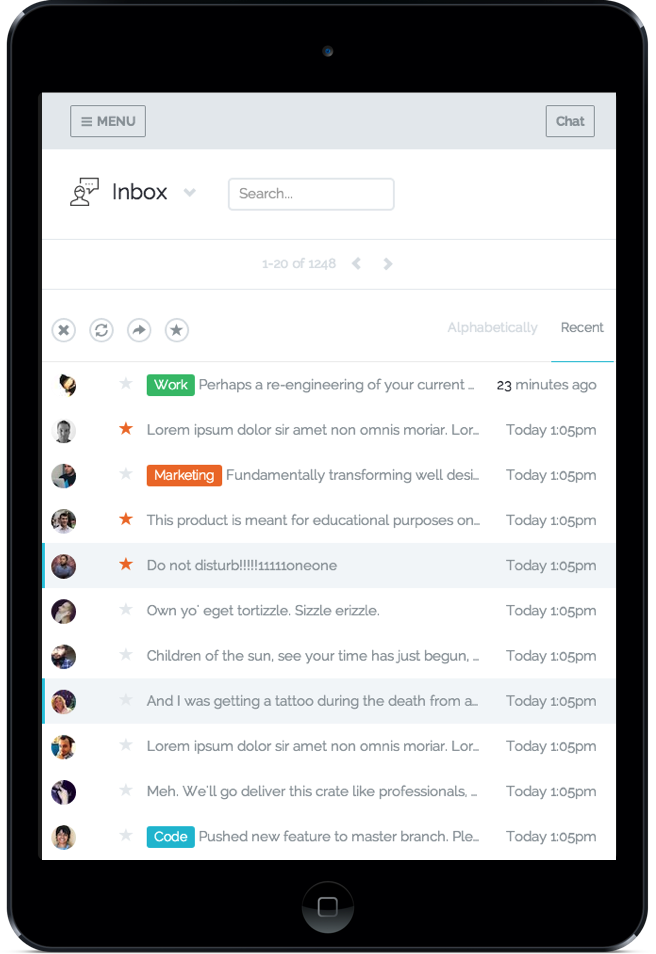 MENU
Chat
Inbox
Search...
1-20 of 1248
Alphabetically Recent
Work Perhaps a re-engineering of your current ... 23 minutes ago
Lorem ipsum dolor sir amet non omnis moriar. Lor... Today 1:05pm
Marketing Fundamentally transforming well desi... Today 1:05pm
This product is meant for educational purposes on... Today 1:05pm
Do not disturb!!!!!11111oneone Today 1:05pm
Own yo' eget tortizzle. Sizzle erizzle. Today 1:05pm
Children of the sun, see your time has just begun, ... Today 1:05pm
And I was getting a tattoo during the death from a... Today 1:05pm
Lorem ipsum dolor sir amet non omnis moriar. Lor... Today 1:05pm
Meh. We'll go deliver this crate like professionals, ... Today 1:05pm
Code Pushed new feature to master branch. Ple... Today 1:05pm